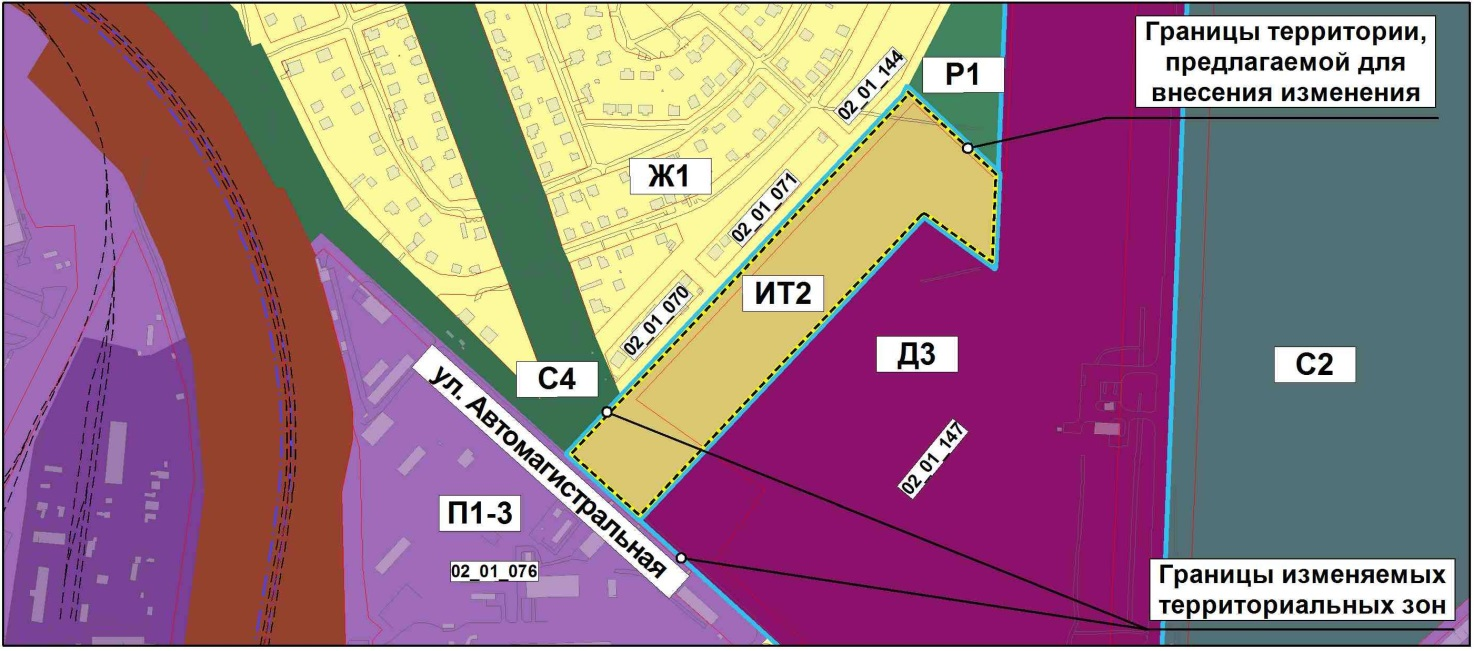 Границы территории,
предлагаемой для
внесения изменения
Р1
02_01_144
Ж1
02_01_071
ИТ2
02_01_070
Д3
С2
С4
ул. Автомагистральная
02_01_147
П1-3
02_01_076
Границы изменяемых
территориальных зон